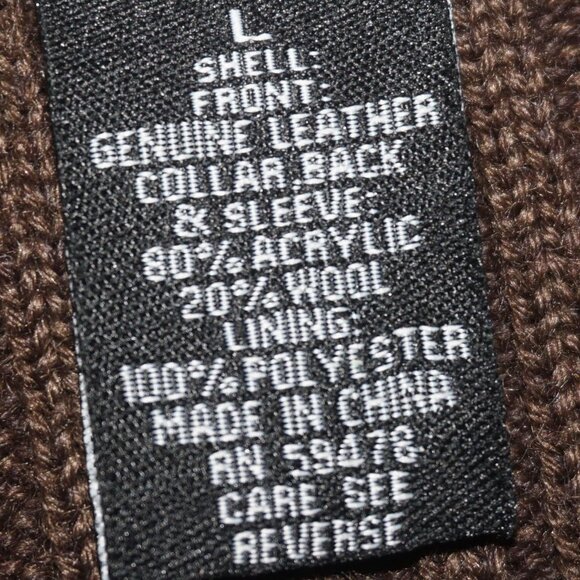 L
SHELL:
FRONT:
GENUINE LEATHER
COLLAR.BACK
& SLEEVE:
80% ACRYLIC
20% WOOL
LINING:
100% POLYESTER
MADE IN CHINA
RN 59478
CARE SEE
REVERSE